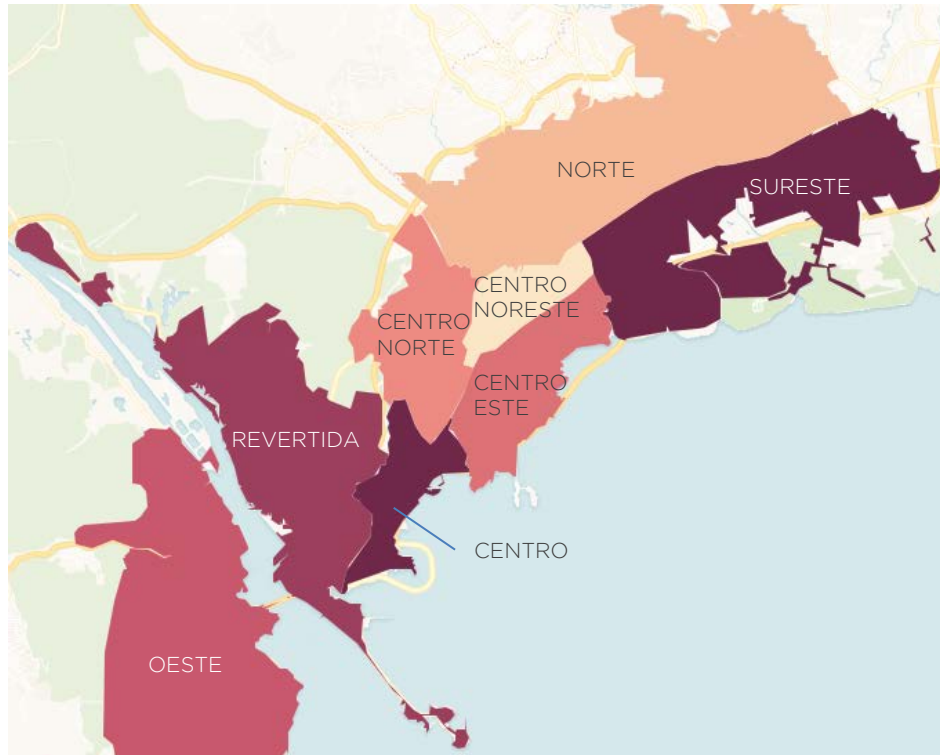 NORTE
SURESTE
CENTRO
NORESTE
CENTRO
NORTE
CENTRO
ESTE
REVERTIDA
CENTRO
OESTE